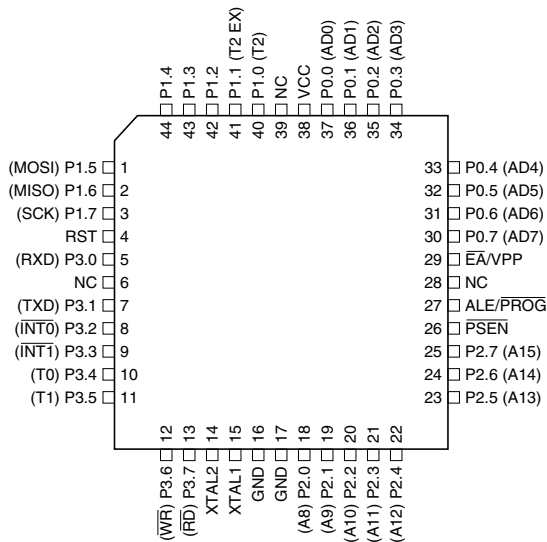 P1.4
P1.3
P1.2
P1.1 (T2 EX)
P1.0 (T2)
NC
VCC
P0.0 (AD0)
P0.1 (AD1)
P0.2 (AD2)
P0.3 (AD3)
44
43
42
41
40
39
38
37
36
35
34
(MOSI) P1.5 1
(MISO) P1.6 2
(SCK) P1.7 3
RST 4
(RXD) P3.0 5
NC 6
(TXD) P3.1 7
(I̅N̅T̅0̅) P3.2 8
(I̅N̅T̅1̅) P3.3 9
(T0) P3.4 10
(T1) P3.5 11
33 P0.4 (AD4)
32 P0.5 (AD5)
31 P0.6 (AD6)
30 P0.7 (AD7)
29 E̅A̅/VPP
28 NC
27 ALE/P̅R̅O̅G̅
26 P̅S̅E̅N̅
25 P2.7 (A15)
24 P2.6 (A14)
23 P2.5 (A13)
12
13
14
15
16
17
18
19
20
21
22
(W̅R̅) P3.6
(R̅D̅) P3.7
XTAL2
XTAL1
GND
GND
(A8) P2.0
(A9) P2.1
(A10) P2.2
(A11) P2.3
(A12) P2.4